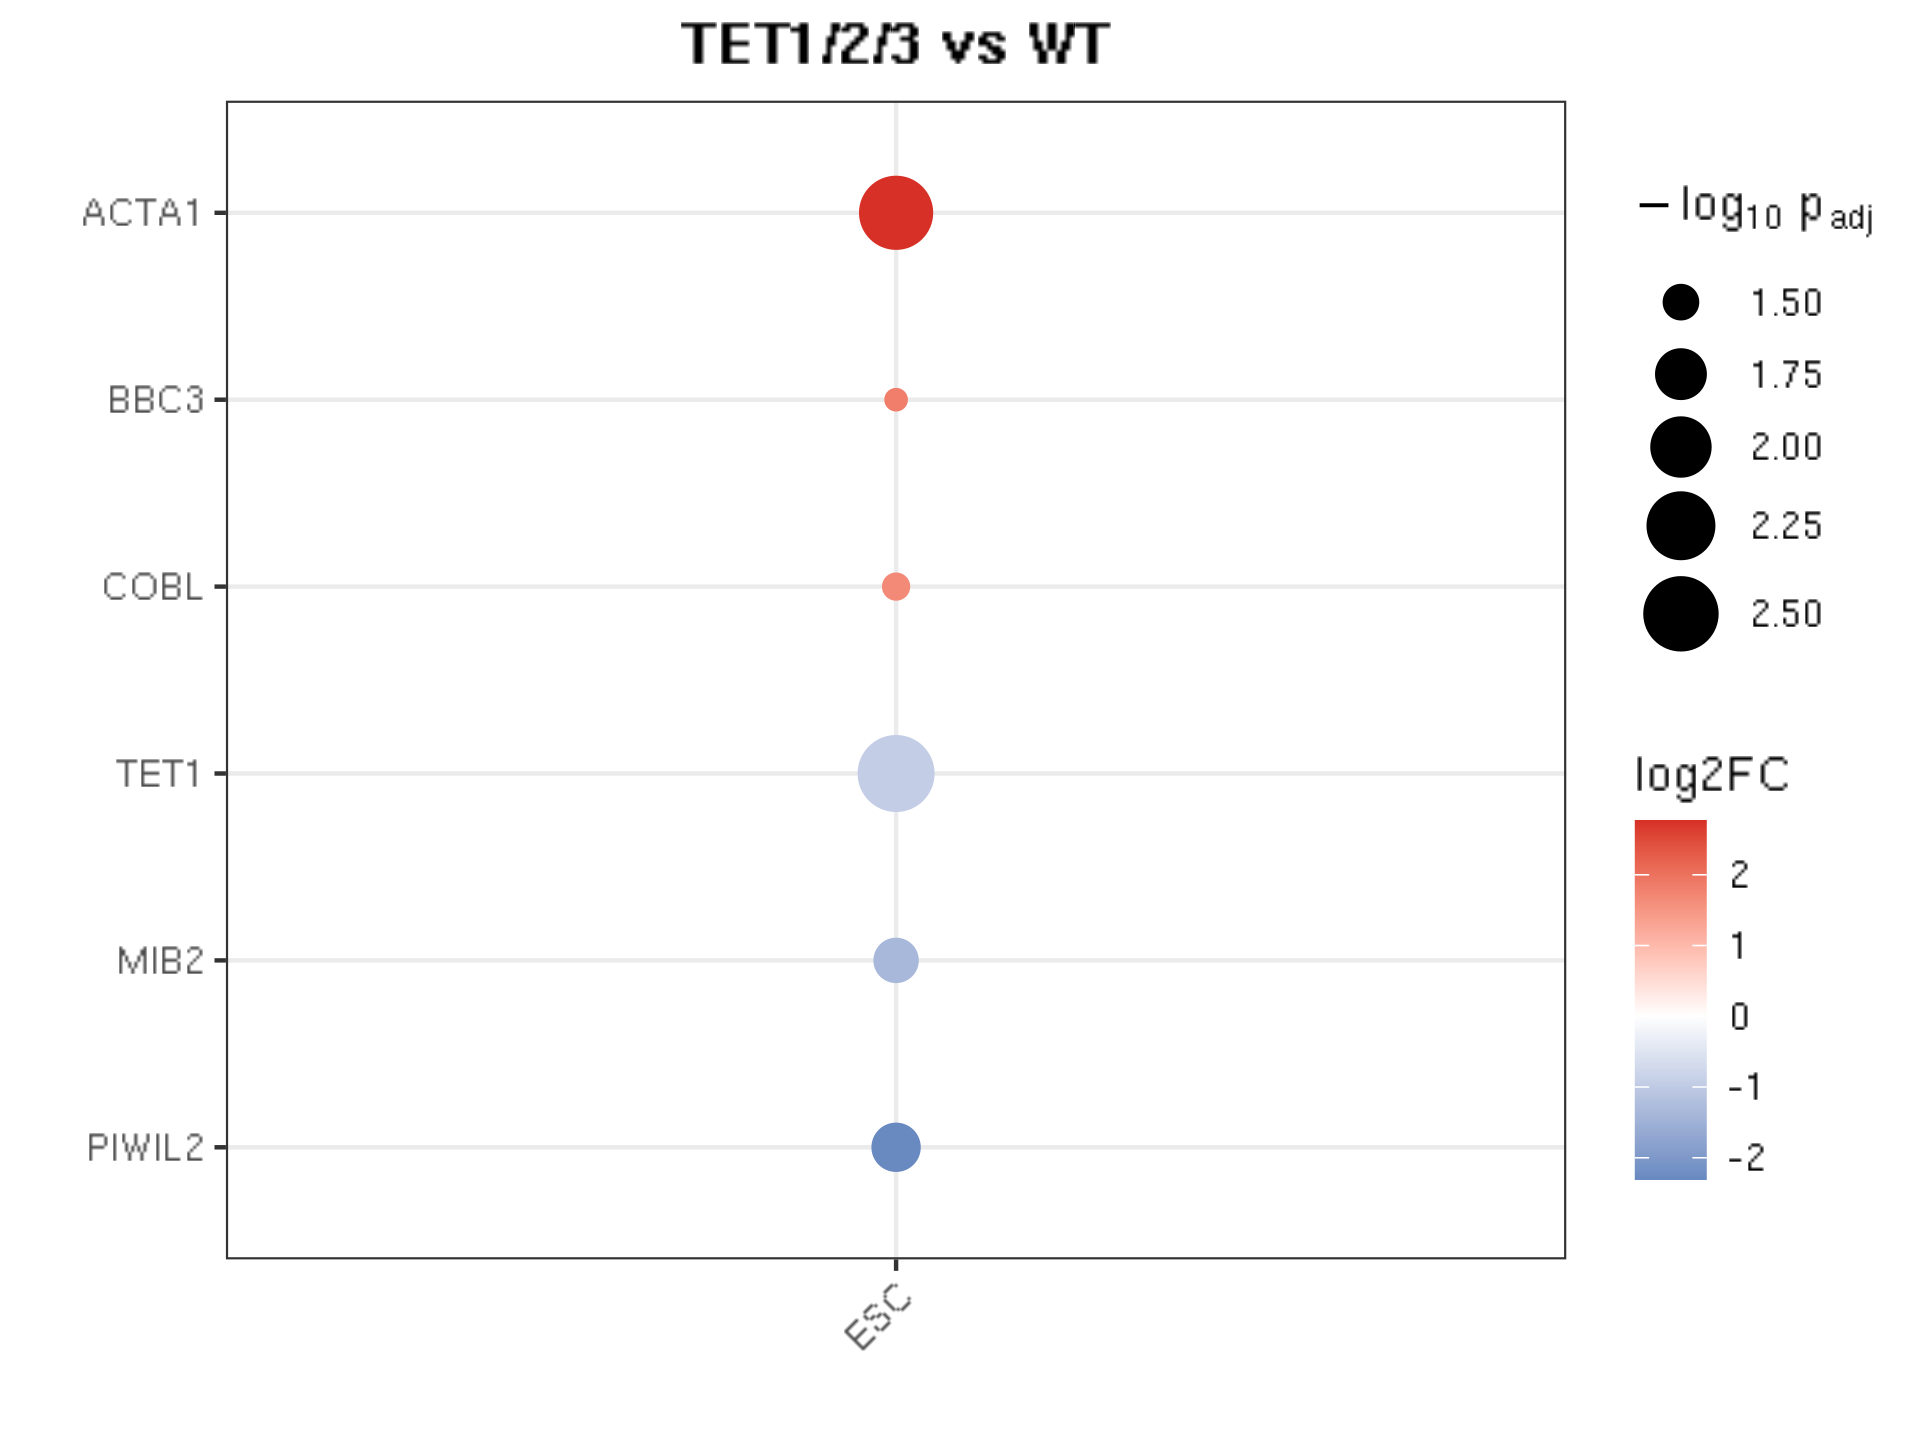 TET1/2/3 vs WT
ACTA1
BBC3
COBL
TET1
MIB2
PIWIL2
ESC
−log10 p adj
1.50
1.75
2.00
2.25
2.50
log2FC
2
1
0
-1
-2